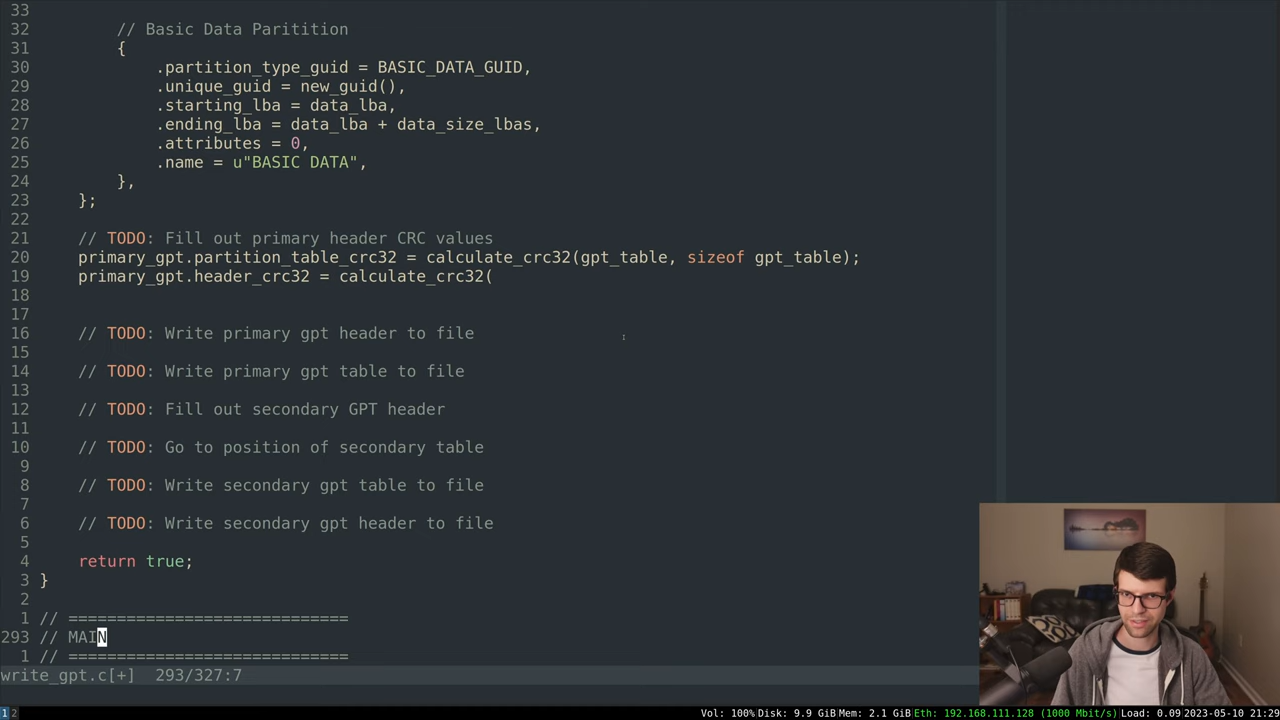 33
32 // Basic Data Paritition
31 {
30 .partition_type_guid = BASIC_DATA_GUID,
29 .unique_guid = new_guid(),
28 .starting_lba = data_lba,
27 .ending_lba = data_lba + data_size_lbas,
26 .attributes = 0,
25 .name = u"BASIC DATA",
24 },
23 };
22
21 // TODO: Fill out primary header CRC values
20 primary_gpt.partition_table_crc32 = calculate_crc32(gpt_table, sizeof gpt_table);
19 primary_gpt.header_crc32 = calculate_crc32(
18
17
16 // TODO: Write primary gpt header to file
15
14 // TODO: Write primary gpt table to file
13
12 // TODO: Fill out secondary GPT header
11
10 // TODO: Go to position of secondary table
9
8 // TODO: Write secondary gpt table to file
7
6 // TODO: Write secondary gpt header to file
5
4 return true;
3 }
2
1 // =============================
293 // MAIN
1 // =============================
write_gpt.c[+] 293/327:7
1 2 Vol: 100% Disk: 9.9 GiB Mem: 2.1 GiB Eth: 192.168.111.128 (1000 Mbit/s) Load: 0.09 2023-05-10 21:29